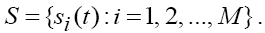 S = {s_i(t) : i = 1, 2, ..., M} .